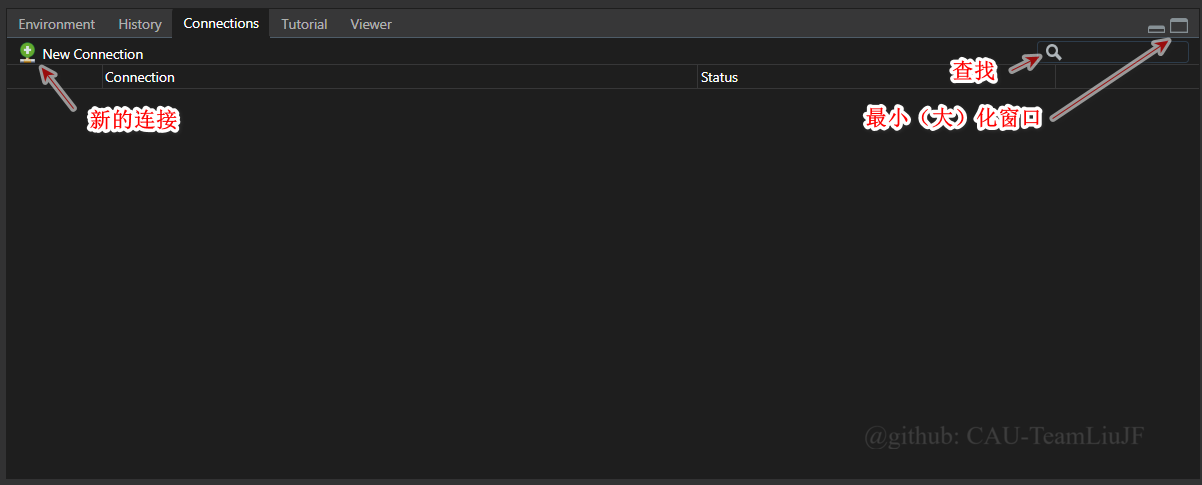 Environment History Connections Tutorial Viewer
New Connection
Connection Status
查找
新的连接
最小（大）化窗口
@github: CAU-TeamLiuJF